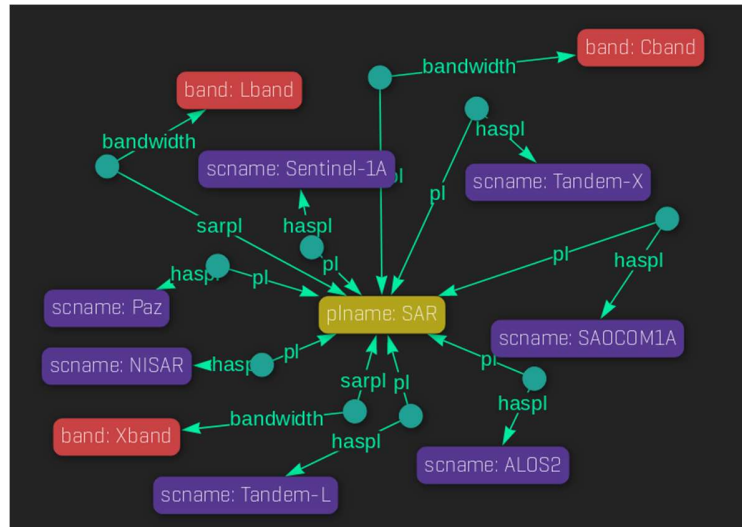 band: Cband
bandwidth
band: Lband
bandwidth
haspl
scname: Sentinel-1A
pl
scname: Tandem-X
pl
haspl
sarpl
pl
haspl
haspl
pl
pl
scname: Paz
plname: SAR
scname: SAOCOM1A
pl
scname: NISAR
haspl
pl
sarpl
pl
haspl
bandwidth
band: Xband
haspl
scname: ALOS2
scname: Tandem-L